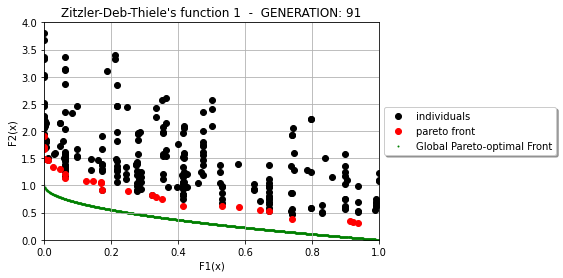 Zitzler-Deb-Thiele's function 1 - GENERATION: 91
4.0
3.5
3.0
2.5
2.0
1.5
1.0
0.5
0.0
F2(x)
0.0 0.2 0.4 0.6 0.8 1.0
F1(x)
individuals
pareto front
Global Pareto-optimal Front